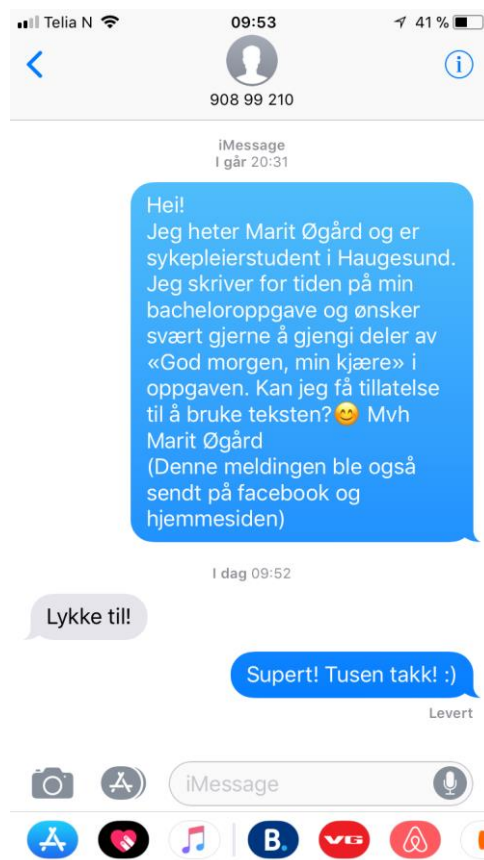 Telia N 09:53 41 %
908 99 210
iMessage
I går 20:31
Hei!
Jeg heter Marit Øgård og er
sykepleierstudent i Haugesund.
Jeg skriver for tiden på min
bacheloroppgave og ønsker
svært gjerne å gjengi deler av
«God morgen, min kjære» i
oppgaven. Kan jeg få tillatelse
til å bruke teksten?😊 Mvh
Marit Øgård
(Denne meldingen ble også
sendt på facebook og
hjemmesiden)
I dag 09:52
Lykke til!
Supert! Tusen takk! :)
Levert
iMessage
B. VG